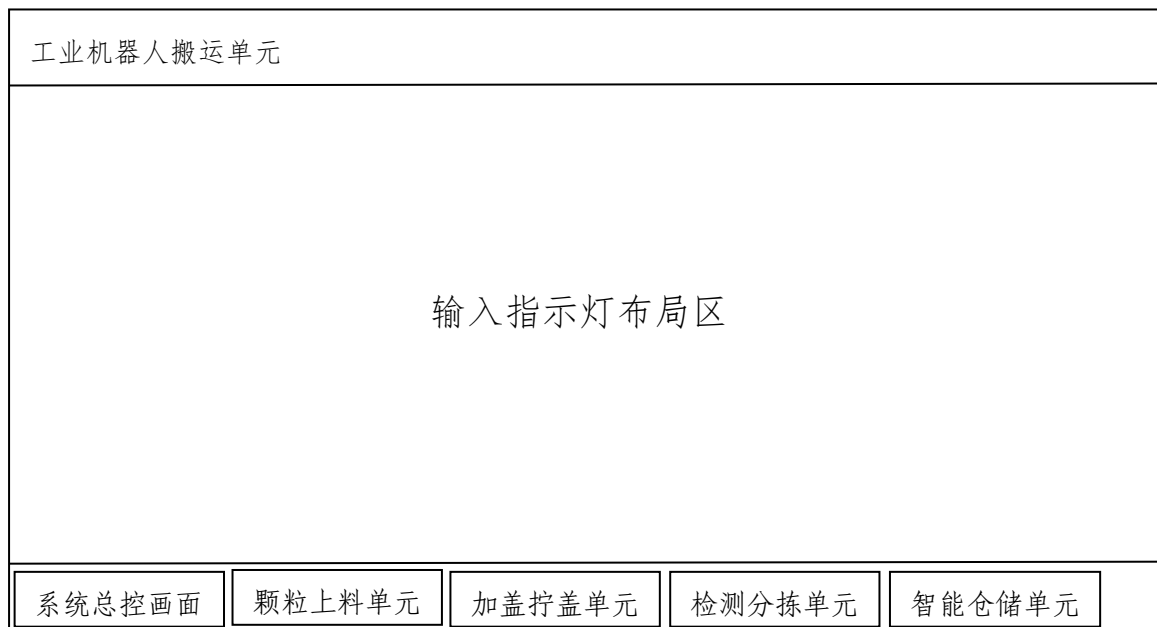 工业机器人搬运单元
输入指示灯布局区
系统总控画面 颗粒上料单元 加盖拧盖单元 检测分拣单元 智能仓储单元